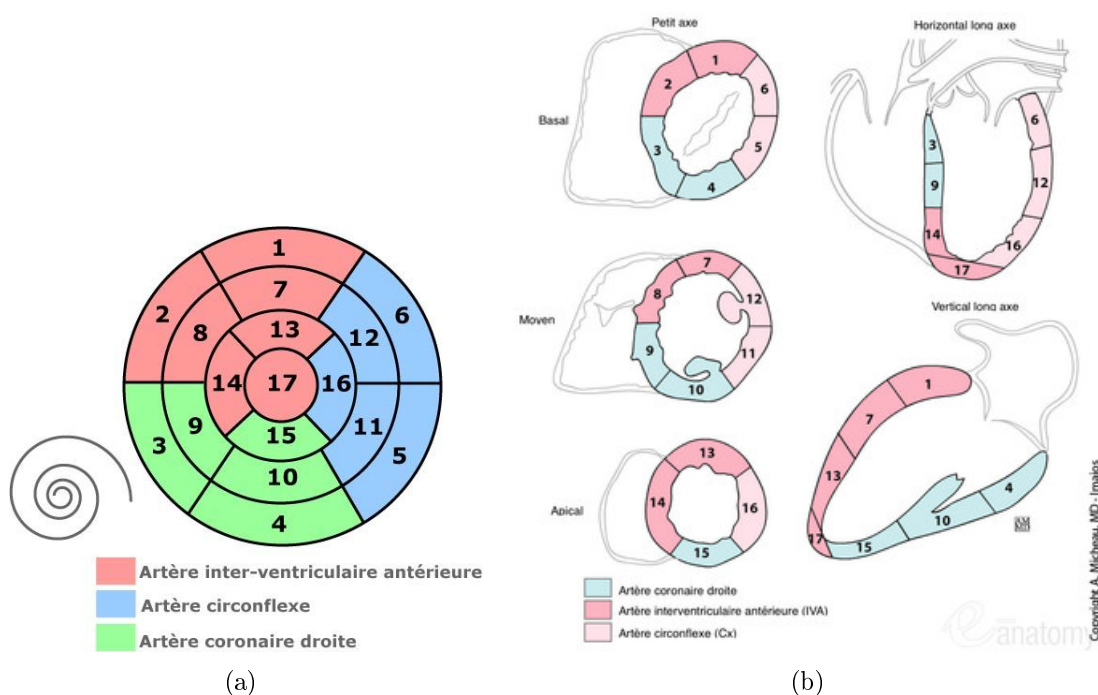 1
2
7
6
8
13
12
14
17
16
3
9
15
11
5
10
4
Artère inter-ventriculaire antérieure
Artère circonflexe
Artère coronaire droite
(a)
Petit axe
Basal
1
2
6
3
5
4
Moyen
7
8
12
9
11
10
Apical
13
14
16
15
Horizontal long axe
3
6
9
12
14
16
17
Vertical long axe
1
7
13
4
10
17
15
Artère coronaire droite
Artère interventriculaire antérieure (IVA)
Artère circonflexe (Cx)
Copyright A. Micheau, MD - Imaios
e-anatomy
(b)